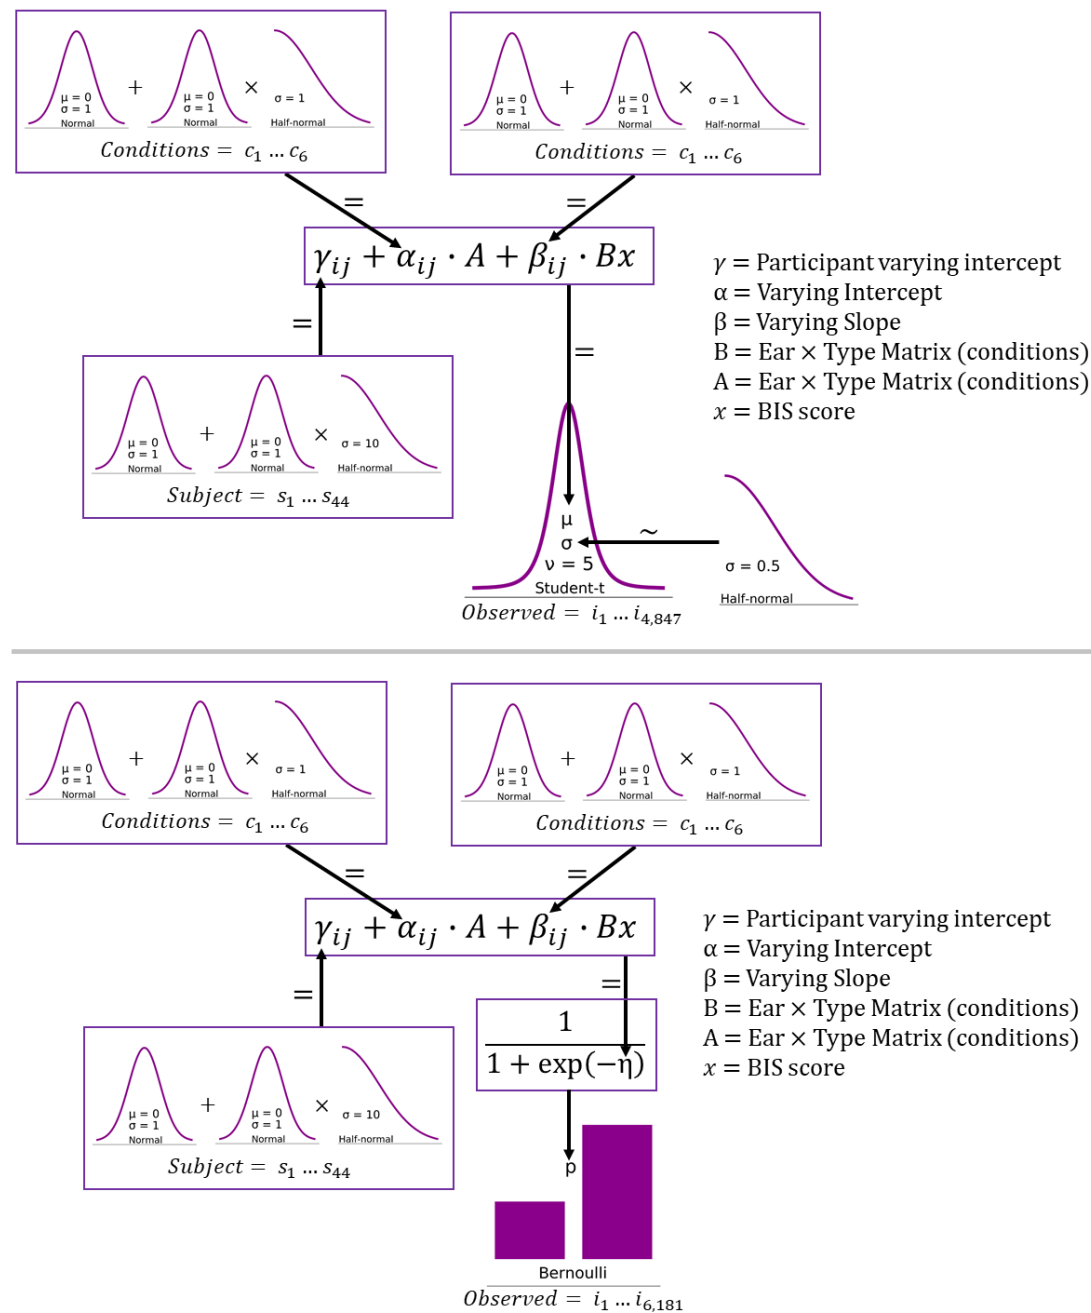 μ = 0 + μ = 0 × σ = 1
σ = 1 σ = 1
Normal Normal Half-normal
Conditions = c₁ … c₆
μ = 0 + μ = 0 × σ = 1
σ = 1 σ = 1
Normal Normal Half-normal
Conditions = c₁ … c₆
= =
γᵢⱼ + αᵢⱼ · A + βᵢⱼ · Bx
γ = Participant varying intercept
α = Varying Intercept
β = Varying Slope
B = Ear × Type Matrix (conditions)
A = Ear × Type Matrix (conditions)
x = BIS score
= =
μ = 0 + μ = 0 × σ = 10
σ = 1 σ = 1
Normal Normal Half-normal
Subject = s₁ … s₄₄
μ
σ ~
ν = 5 σ = 0.5
Student-t Half-normal
Observed = i₁ … i₄,₈₄₇
μ = 0 + μ = 0 × σ = 1
σ = 1 σ = 1
Normal Normal Half-normal
Conditions = c₁ … c₆
μ = 0 + μ = 0 × σ = 1
σ = 1 σ = 1
Normal Normal Half-normal
Conditions = c₁ … c₆
= =
γᵢⱼ + αᵢⱼ · A + βᵢⱼ · Bx
γ = Participant varying intercept
α = Varying Intercept
β = Varying Slope
B = Ear × Type Matrix (conditions)
A = Ear × Type Matrix (conditions)
x = BIS score
= =
1
1 + exp(−η)
μ = 0 + μ = 0 × σ = 10
σ = 1 σ = 1
Normal Normal Half-normal
Subject = s₁ … s₄₄
p
Bernoulli
Observed = i₁ … i₆,₁₈₁